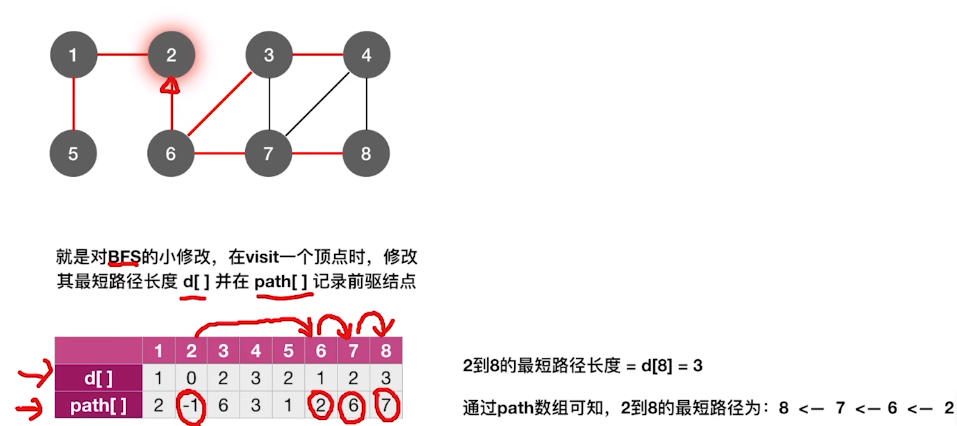 1 2 3 4
5 6 7 8
就是对BFS的小修改，在visit一个顶点时，修改
其最短路径长度 d[ ] 并在 path[ ] 记录前驱结点
1 2 3 4 5 6 7 8
d[ ] 1 0 2 3 2 1 2 3
path[ ] 2 -1 6 3 1 2 6 7
2到8的最短路径长度 = d[8] = 3
通过path数组可知，2到8的最短路径为：8 <— 7 <— 6 <— 2